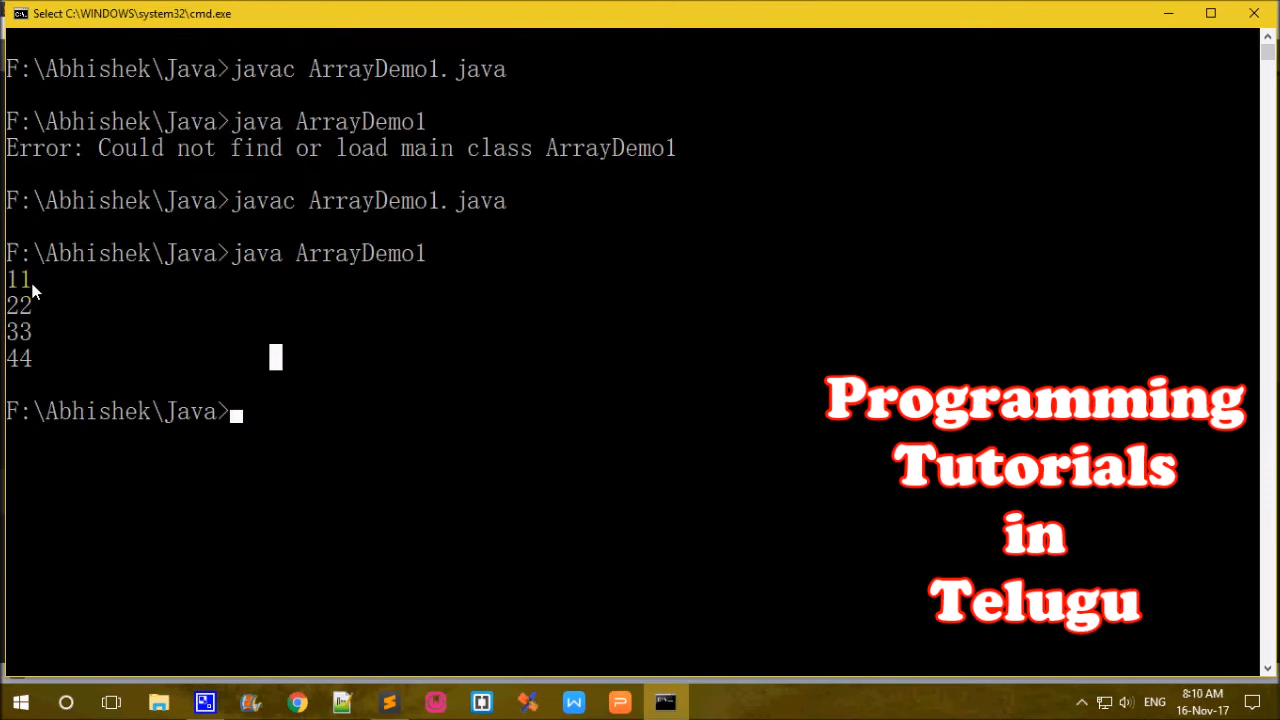 Select C:\WINDOWS\system32\cmd.exe
F:\Abhishek\Java>javac ArrayDemo1.java
F:\Abhishek\Java>java ArrayDemo1
Error: Could not find or load main class ArrayDemo1
F:\Abhishek\Java>javac ArrayDemo1.java
F:\Abhishek\Java>java ArrayDemo1
11
22
33
44
F:\Abhishek\Java>
Programming
Tutorials
in
Telugu
ENG
8:10 AM
16-Nov-17